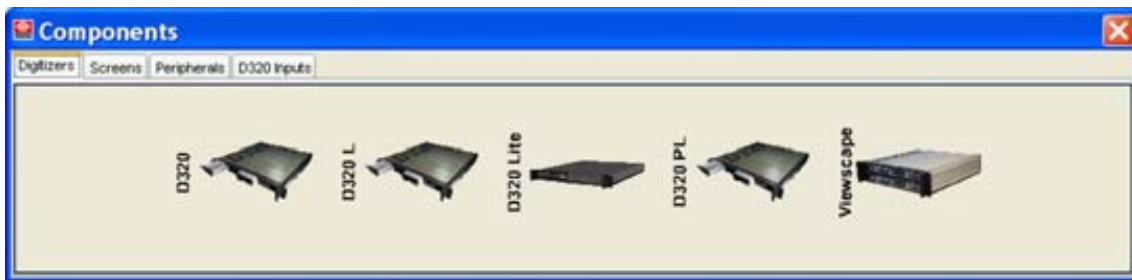 Components
Digitizers Screens Peripherals D320 Inputs
D320
D320 L
D320 Lite
D320 PL
Viewscape